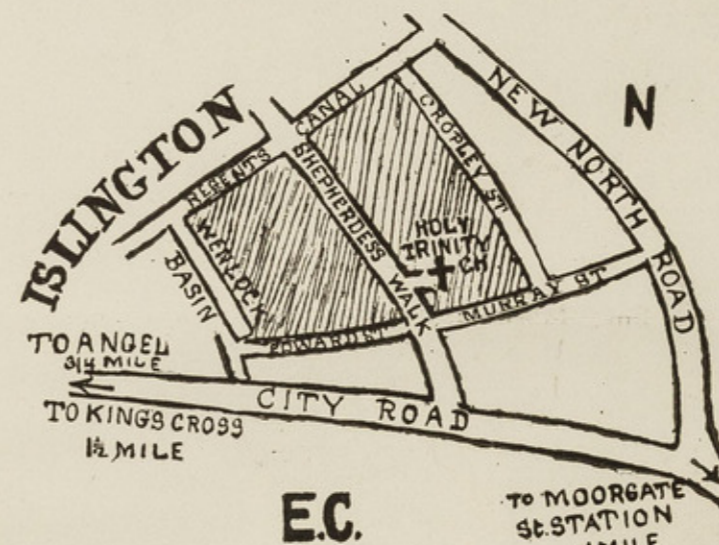 ISLINGTON
N
NEW NORTH ROAD
REGENTS CANAL
CROPLEY ST
SHEPHERDESS WALK
HOLY
TRINITY
CH
WENLOCK
BASIN
MURRAY ST
EDWARD ST
TO ANGEL
3/4 MILE
CITY ROAD
TO KINGS CROSS
1½ MILE
E.C.
TO MOORGATE
St. STATION
MILE